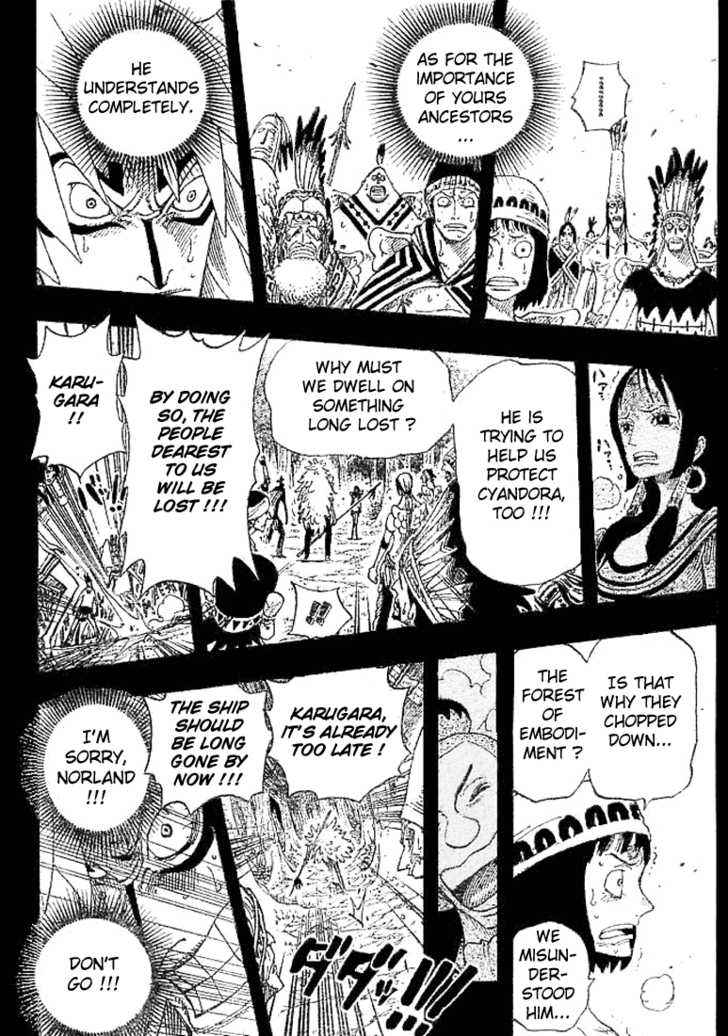 ..........
AS FOR THE
IMPORTANCE
OF YOURS
ANCESTORS
...
HE
UNDERSTANDS
COMPLETELY.
HE IS
TRYING TO
HELP US
PROTECT
CYANDORA,
TOO !!!
WHY MUST
WE DWELL ON
SOMETHING
LONG LOST ?
BY DOING
SO, THE
PEOPLE
DEAREST
TO US
WILL BE
LOST !!!
KARU-
GARA
!!
!!
IS THAT
WHY THEY
CHOPPED
DOWN...
THE
FOREST
OF
EMBODI-
MENT ?
WE
MISUN-
DER-
STOOD
HIM...
KARUGARA,
IT'S ALREADY
TOO LATE !
THE SHIP
SHOULD
BE LONG
GONE BY
NOW !!!
ダダッ!!!
I'M
SORRY,
NORLAND
!!!
DON'T
GO !!!